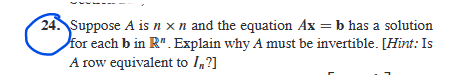 24. Suppose A is n × n and the equation Ax = b has a solution
for each b in ℝⁿ. Explain why A must be invertible. [Hint: Is
A row equivalent to Iₙ?]